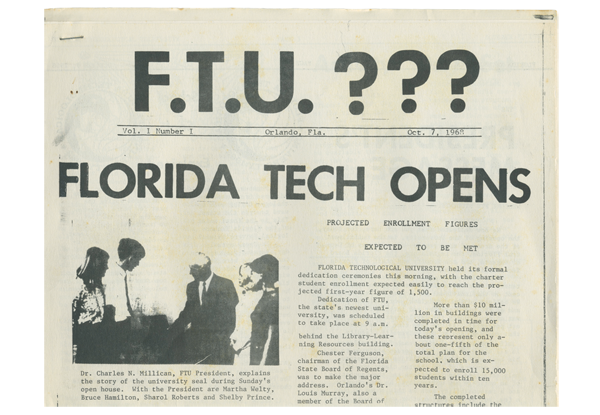 F.T.U. ???
Vol. I Number I Orlando, Fla. Oct. 7, 1968
FLORIDA TECH OPENS
PROJECTED ENROLLMENT FIGURES
EXPECTED TO BE MET
FLORIDA TECHNOLOGICAL UNIVERSITY held its formal
dedication ceremonies this morning, with the charter
student enrollment expected easily to reach the pro-
jected first-year figure of 1,500.
Dedication of FTU,
the state's newest uni-
versity, was scheduled
to take place at 9 a.m.
behind the Library-Lear-
ning Resources building.
Chester Ferguson,
chairman of the Florida
State Board of Regents,
was to make the major
address. Orlando's Dr.
Louis Murray, also a
member of the Board of
More than $10 mil-
lion in buildings were
completed in time for
today's opening, and
these represent only a-
bout one-fifth of the
total plan for the
school, which is ex-
pected to enroll 15,000
students within ten
years.
The completed
structures include the
Dr. Charles N. Millican, FTU President, explains
the story of the university seal during Sunday's
open house. With the President are Martha Welty,
Bruce Hamilton, Sharol Roberts and Shelby Prince.